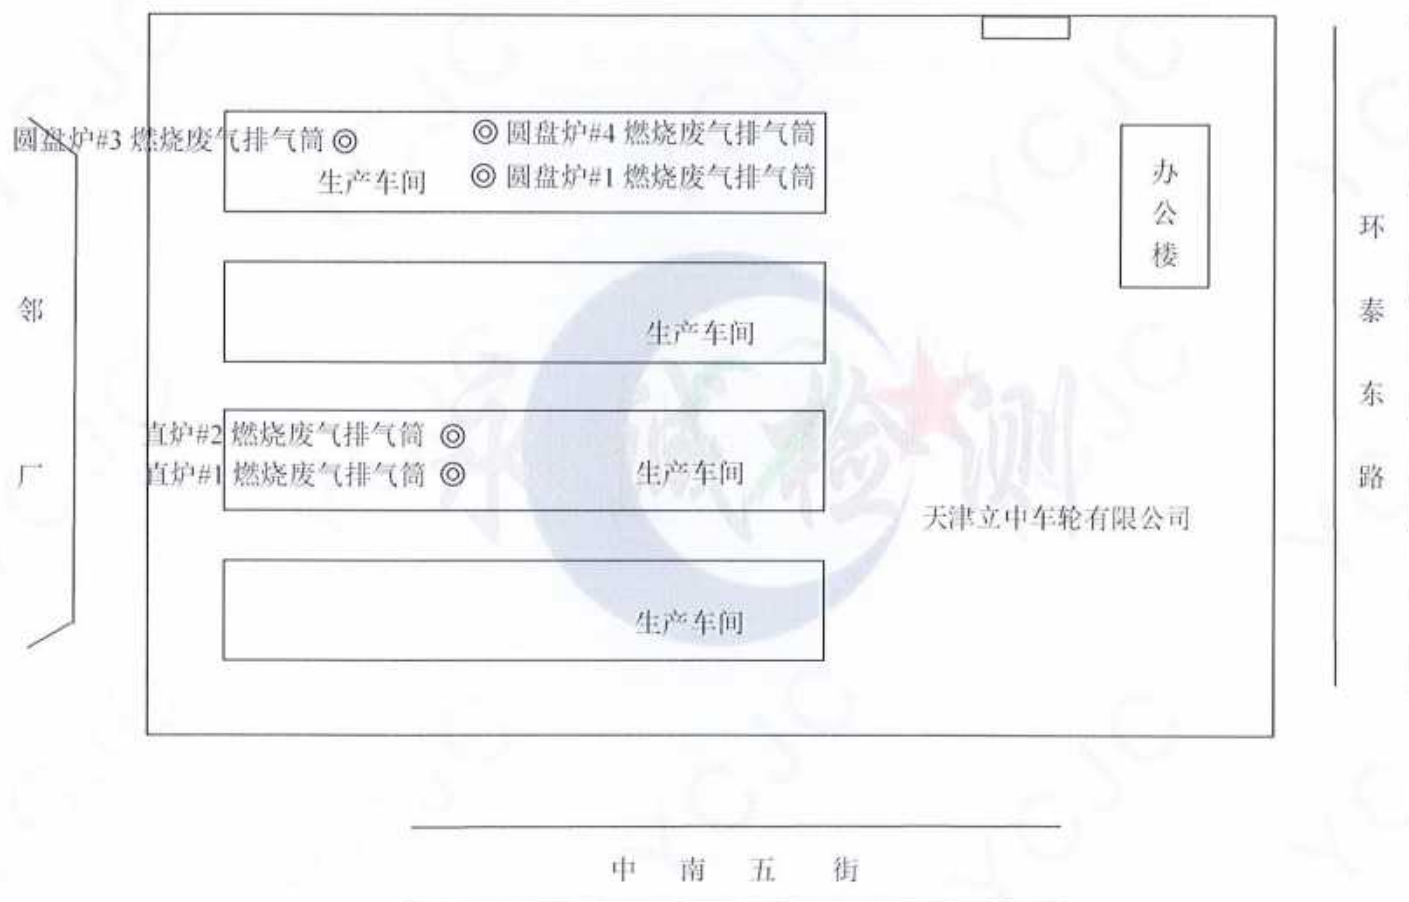 圆盘炉#3 燃烧废气排气筒 ◎
◎ 圆盘炉#4 燃烧废气排气筒
生产车间
◎ 圆盘炉#1 燃烧废气排气筒
办公楼
生产车间
直炉#2 燃烧废气排气筒 ◎
直炉#1 燃烧废气排气筒 ◎
生产车间
天津立中车轮有限公司
生产车间
邻厂
环泰东路
中南五街
检测
YCJC